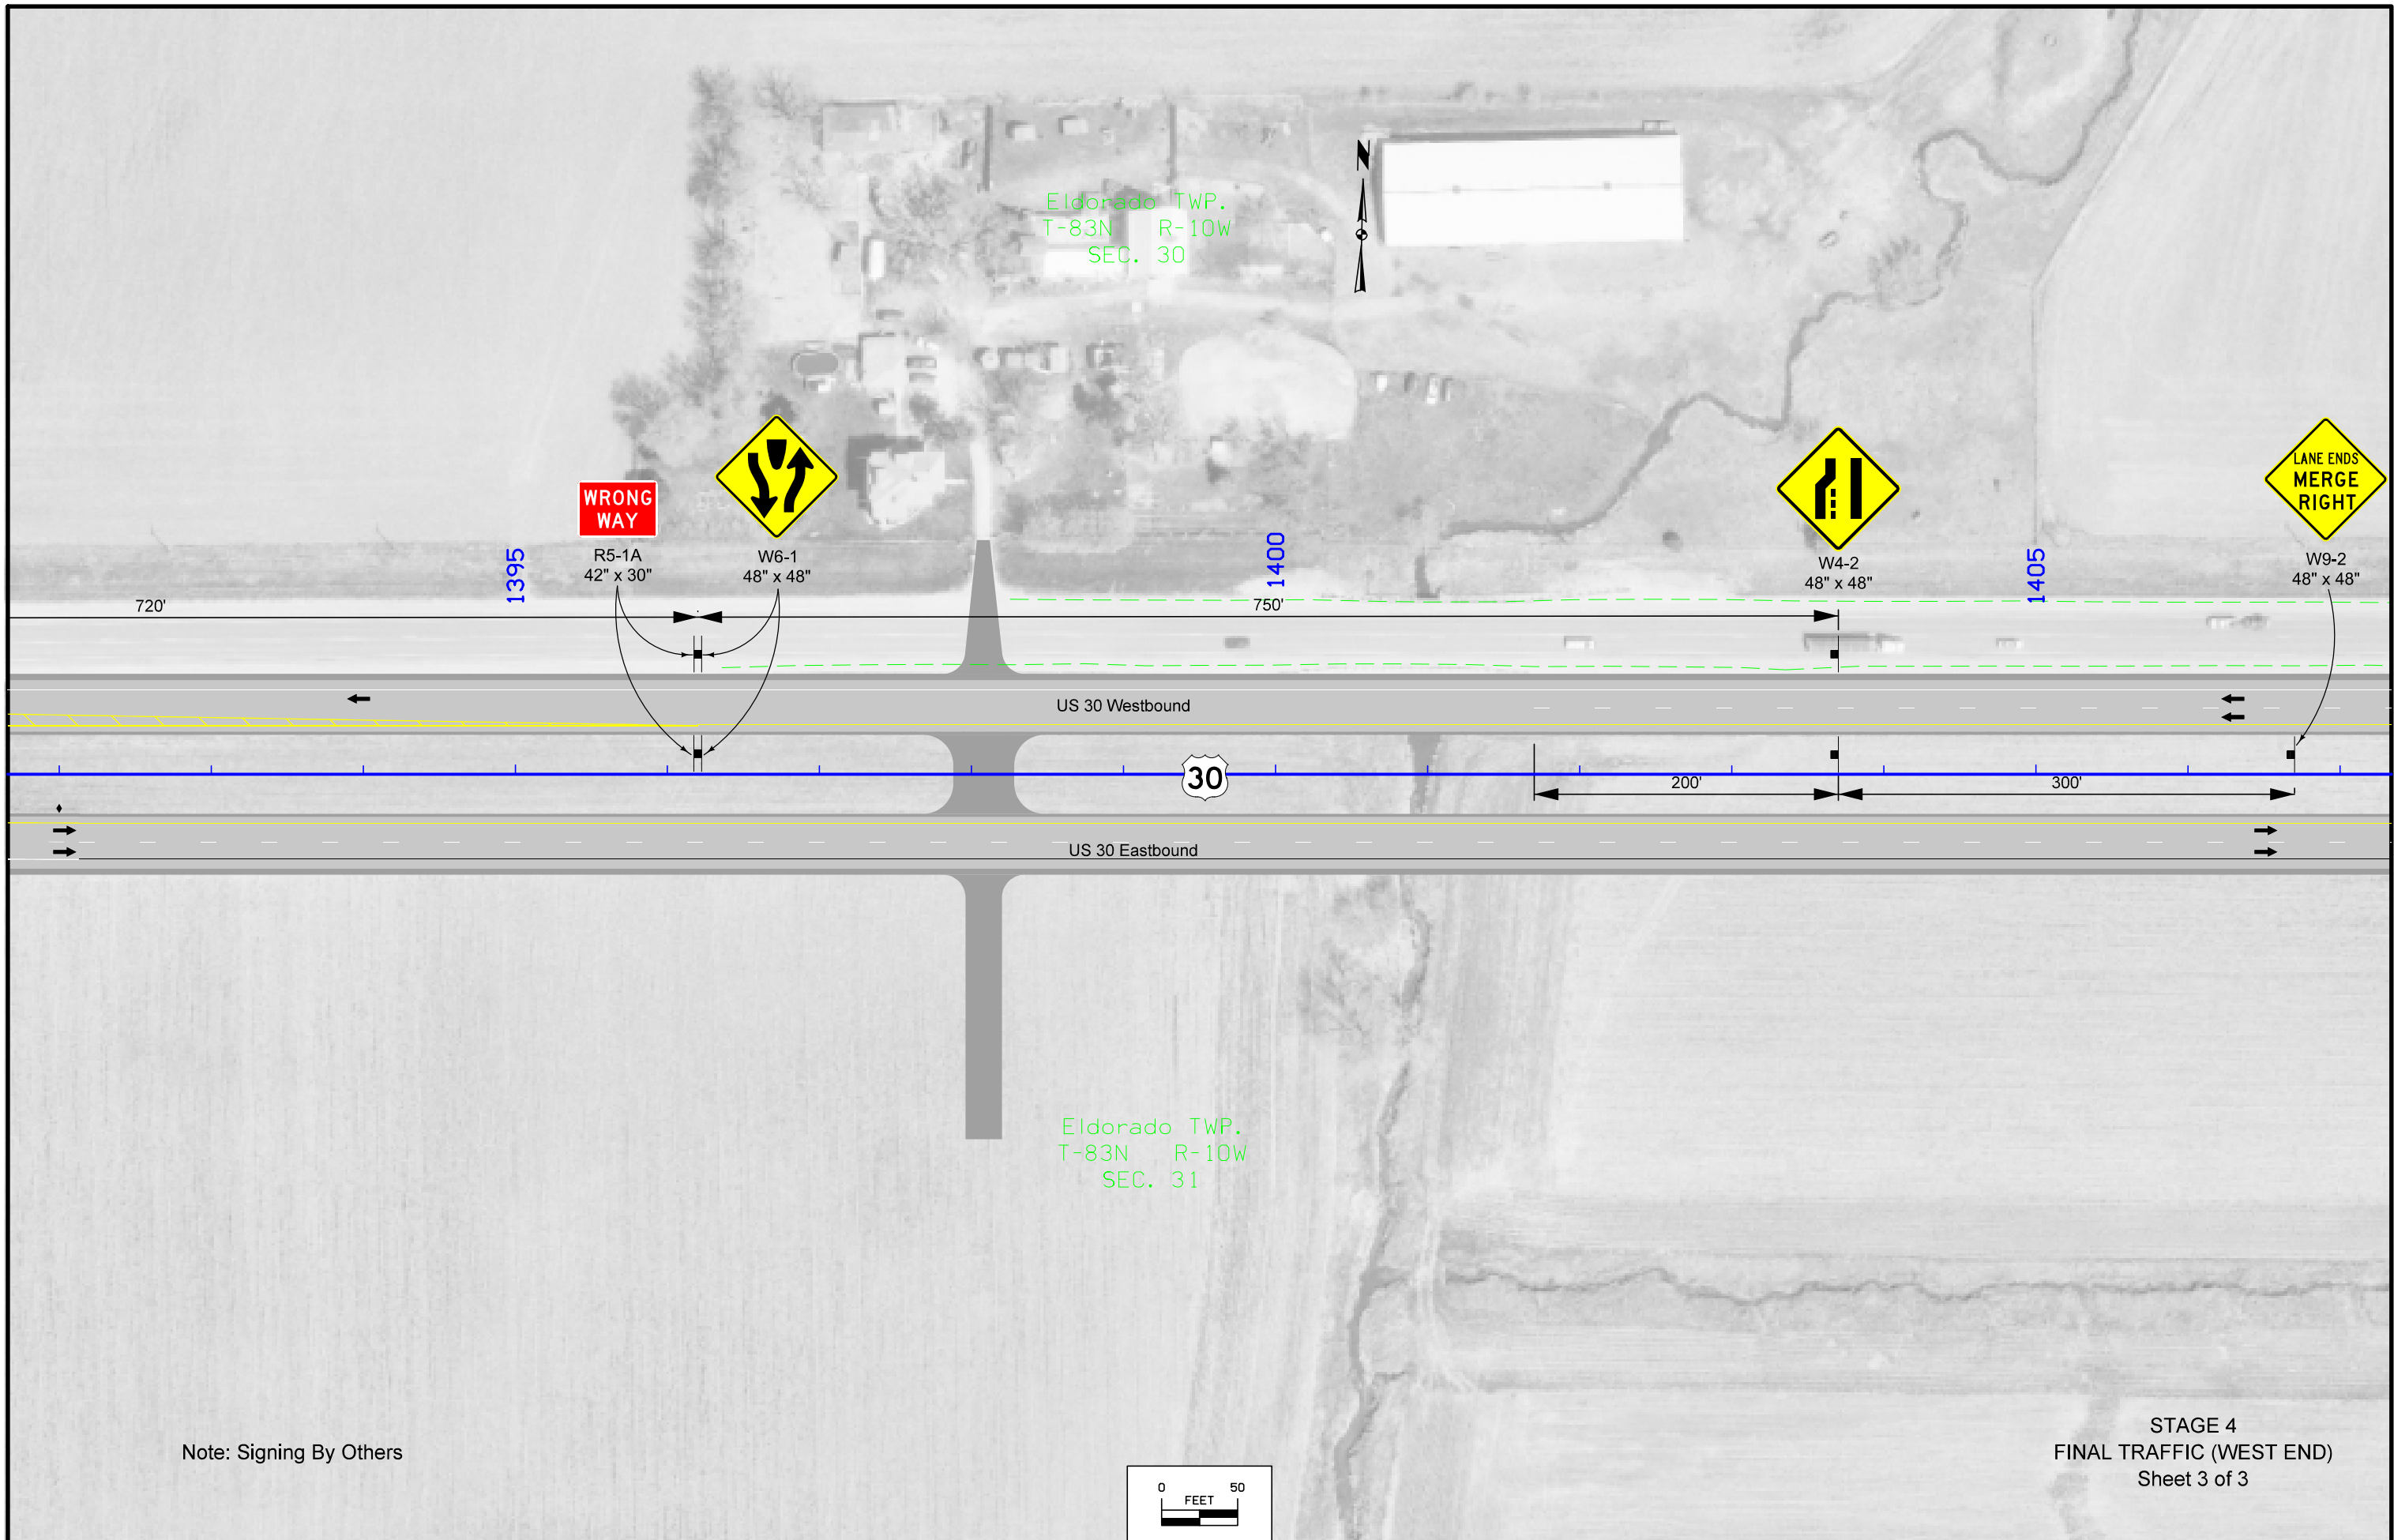 N
Eldorado TWP.
T-83N R-10W
SEC. 30
WRONG
WAY
R5-1A
42" x 30"
W6-1
48" x 48"
W4-2
48" x 48"
LANE ENDS
MERGE
RIGHT
W9-2
48" x 48"
1395
1400
1405
720'
750'
US 30 Westbound
30
200'
300'
US 30 Eastbound
Eldorado TWP.
T-83N R-10W
SEC. 31
Note: Signing By Others
0 50
FEET
STAGE 4
FINAL TRAFFIC (WEST END)
Sheet 3 of 3